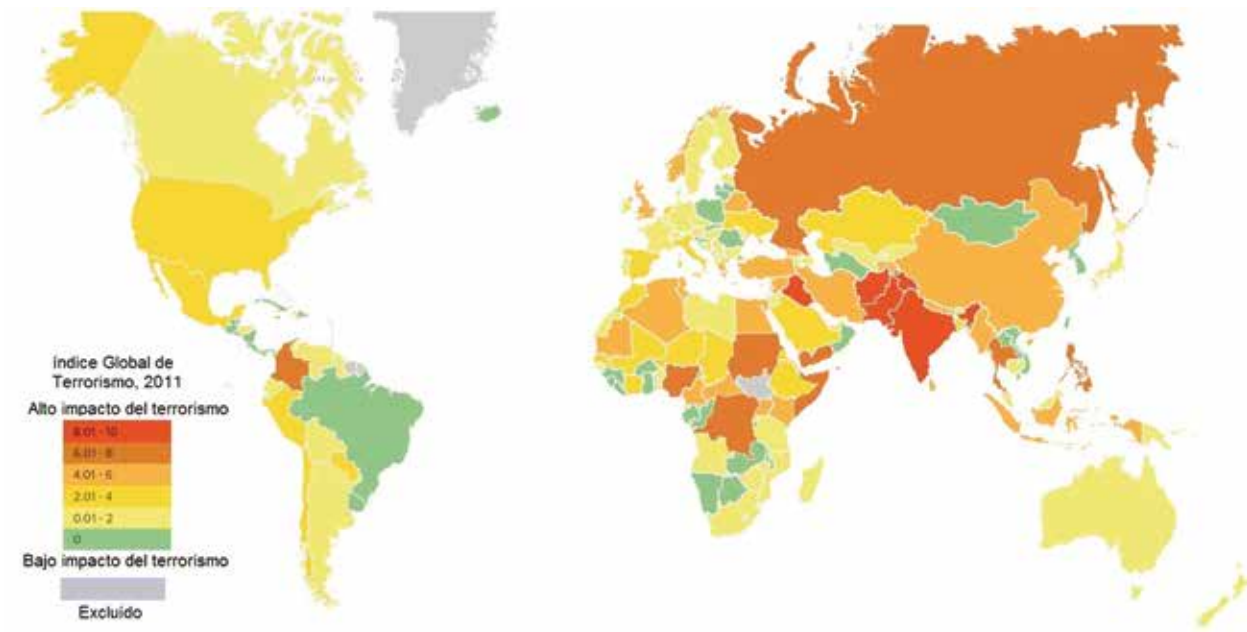 Índice Global de
Terrorismo, 2011
Alto impacto del terrorismo
8.01 - 10
6.01 - 8
4.01 - 6
2.01 - 4
0.01 - 2
0
Bajo impacto del terrorismo
Excluido